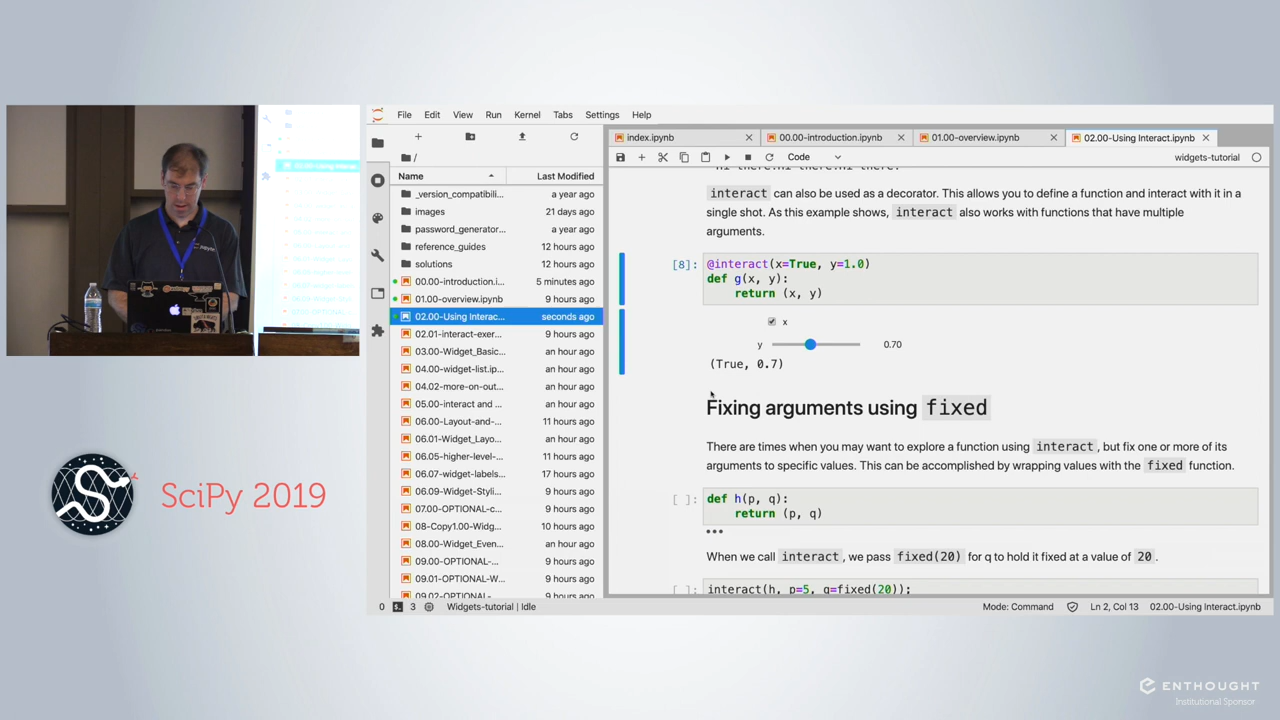 File Edit View Run Kernel Tabs Settings Help
index.ipynb
00.00-introduction.ipynb
01.00-overview.ipynb
02.00-Using Interact.ipynb
/
Code
widgets-tutorial
Name Last Modified
_version_compatibili... a year ago
images 21 days ago
password_generator... a year ago
reference_guides 12 hours ago
solutions 12 hours ago
00.00-introduction.i... 5 minutes ago
01.00-overview.ipynb 9 hours ago
02.00-Using Interac... seconds ago
02.01-interact-exer... 9 hours ago
03.00-Widget_Basic... an hour ago
04.00-widget-list.ip... an hour ago
04.02-more-on-out... an hour ago
05.00-interact and ... an hour ago
06.00-Layout-and-... 11 hours ago
06.01-Widget_Layo... an hour ago
06.05-higher-level-... 11 hours ago
06.07-widget-labels... 17 hours ago
06.09-Widget-Styli... an hour ago
07.00-OPTIONAL-c... an hour ago
08-Copy1.00-Widg... 10 hours ago
08.00-Widget_Even... an hour ago
09.00-OPTIONAL-... 9 hours ago
09.01-OPTIONAL-W... 9 hours ago
09.02-OPTIONAL-... 9 hours ago
interact can also be used as a decorator. This allows you to define a function and interact with it in a
single shot. As this example shows, interact also works with functions that have multiple
arguments.
[8]: @interact(x=True, y=1.0)
def g(x, y):
return (x, y)
x
y 0.70
(True, 0.7)
Fixing arguments using fixed
There are times when you may want to explore a function using interact, but fix one or more of its
arguments to specific values. This can be accomplished by wrapping values with the fixed function.
[ ]: def h(p, q):
return (p, q)
•••
When we call interact, we pass fixed(20) for q to hold it fixed at a value of 20.
[ ]: interact(h, p=5, q=fixed(20));
0 3 Widgets-tutorial | Idle
Mode: Command Ln 2, Col 13 02.00-Using Interact.ipynb
S SciPy 2019
ENTHOUGHT
Institutional Sponsor